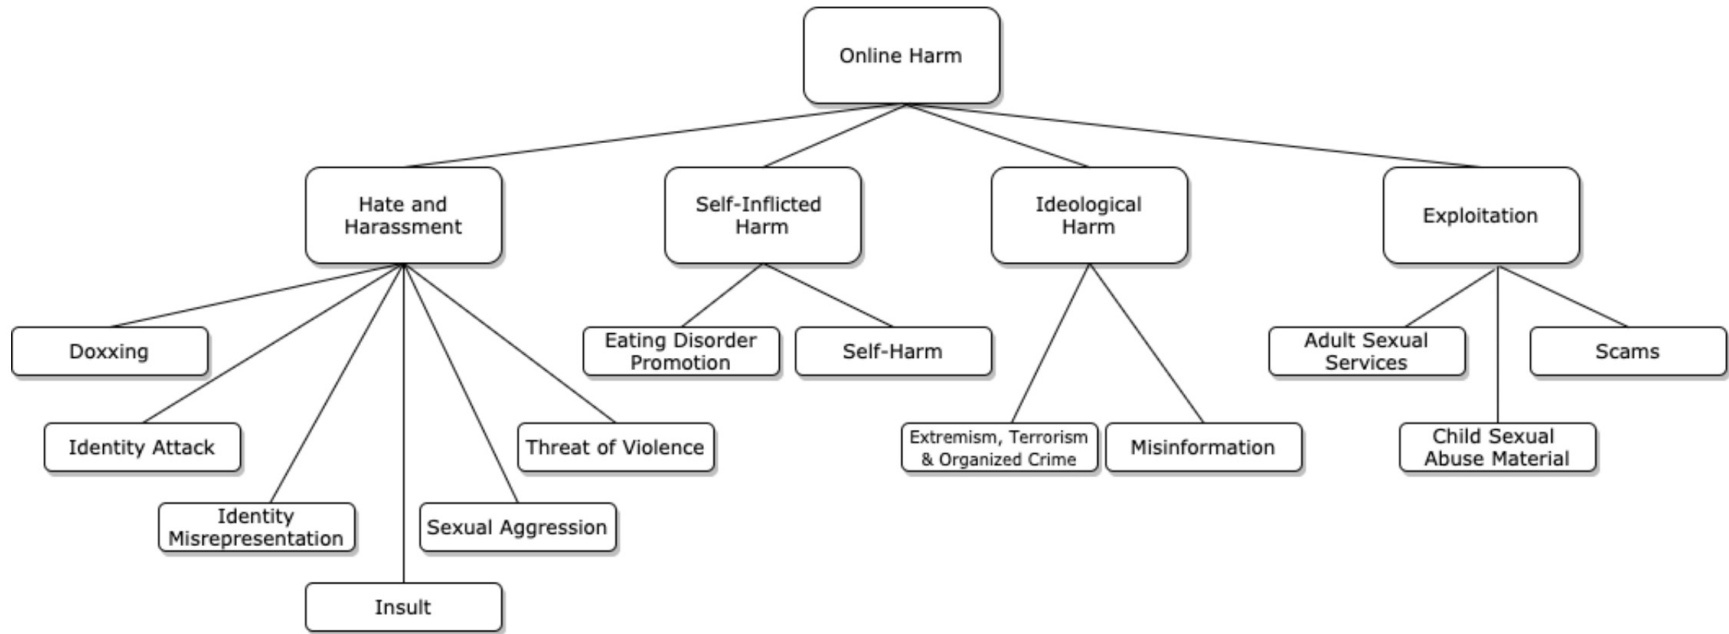 Online Harm
Hate and
Harassment
Self-Inflicted
Harm
Ideological
Harm
Exploitation
Doxxing
Eating Disorder
Promotion
Self-Harm
Adult Sexual
Services
Scams
Identity Attack
Threat of Violence
Extremism, Terrorism
& Organized Crime
Misinformation
Child Sexual
Abuse Material
Identity
Misrepresentation
Sexual Aggression
Insult